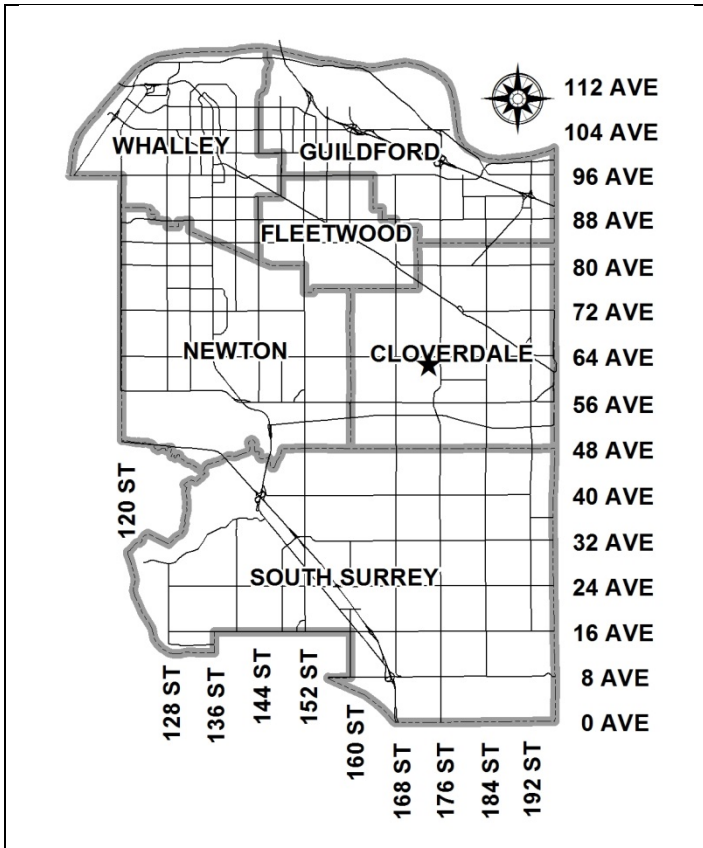 112 AVE
104 AVE
WHALLEY
GUILDFORD
96 AVE
88 AVE
FLEETWOOD
80 AVE
72 AVE
NEWTON
CLOVERDALE
64 AVE
56 AVE
48 AVE
120 ST
40 AVE
32 AVE
SOUTH SURREY
24 AVE
16 AVE
128 ST
136 ST
144 ST
152 ST
160 ST
8 AVE
0 AVE
168 ST
176 ST
184 ST
192 ST